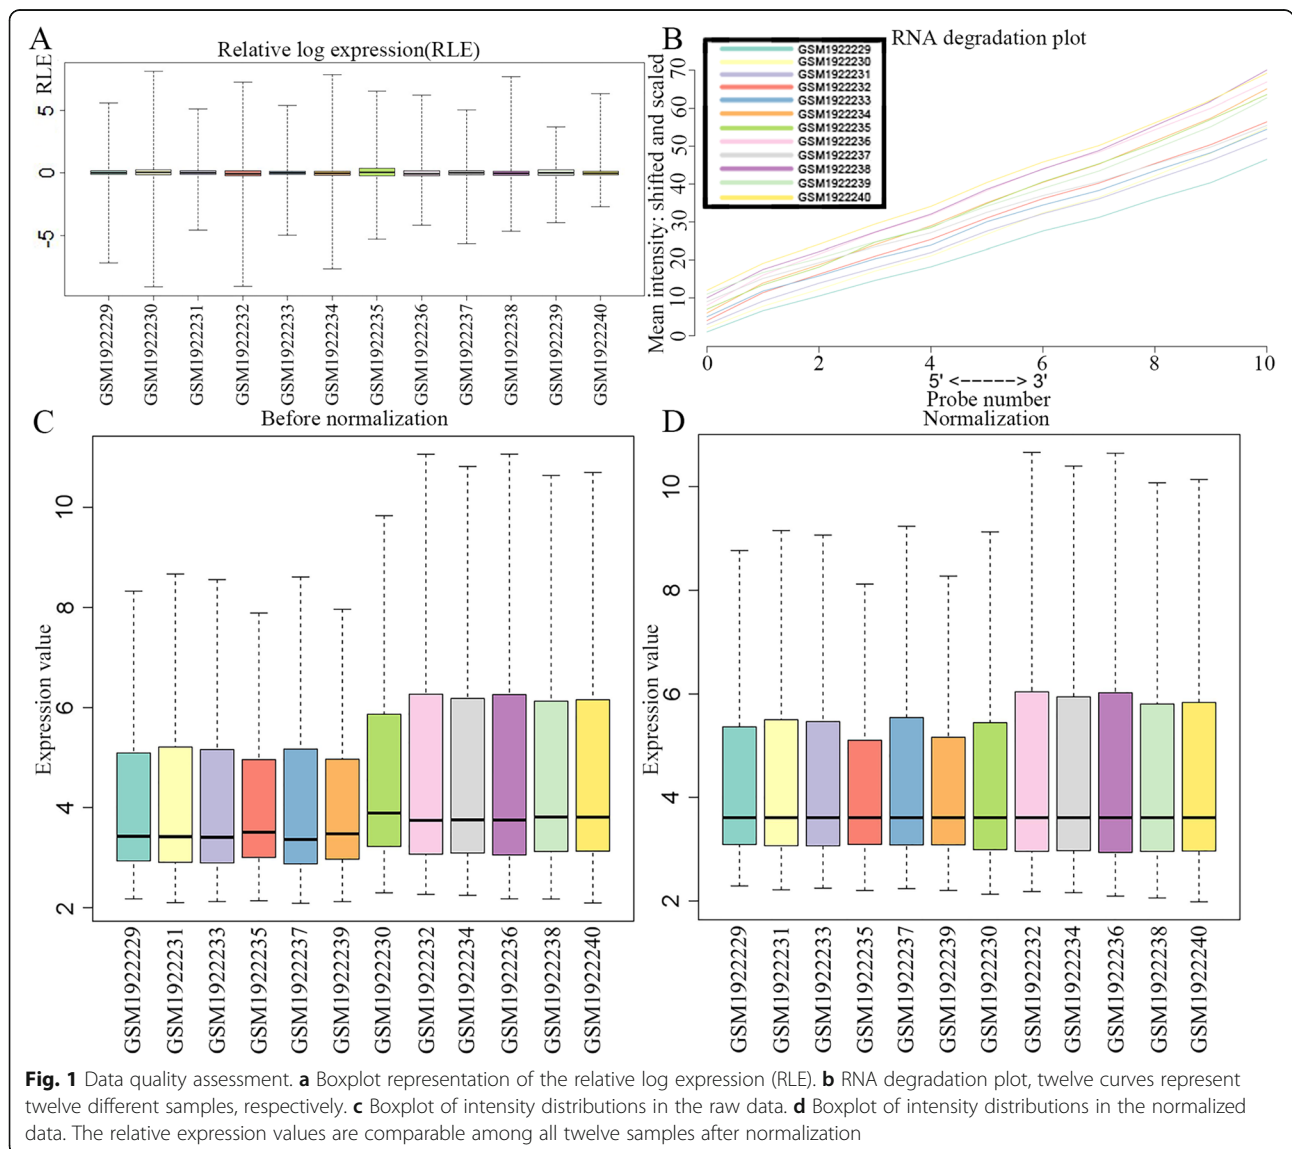 A
Relative log expression(RLE)
RLE
5
0
-5
GSM1922229
GSM1922230
GSM1922231
GSM1922232
GSM1922233
GSM1922234
GSM1922235
GSM1922236
GSM1922237
GSM1922238
GSM1922239
GSM1922240
B
RNA degradation plot
GSM1922229
GSM1922230
GSM1922231
GSM1922232
GSM1922233
GSM1922234
GSM1922235
GSM1922236
GSM1922237
GSM1922238
GSM1922239
GSM1922240
Mean intensity: shifted and scaled
70
60
50
40
30
20
10
0
0 2 4 6 8 10
5' <------> 3'
Probe number
C
Before normalization
Expression value
10
8
6
4
2
GSM1922229
GSM1922231
GSM1922233
GSM1922235
GSM1922237
GSM1922239
GSM1922230
GSM1922232
GSM1922234
GSM1922236
GSM1922238
GSM1922240
D
Normalization
Expression value
10
8
6
4
2
GSM1922229
GSM1922231
GSM1922233
GSM1922235
GSM1922237
GSM1922239
GSM1922230
GSM1922232
GSM1922234
GSM1922236
GSM1922238
GSM1922240
Fig. 1 Data quality assessment. a Boxplot representation of the relative log expression (RLE). b RNA degradation plot, twelve curves represent
twelve different samples, respectively. c Boxplot of intensity distributions in the raw data. d Boxplot of intensity distributions in the normalized
data. The relative expression values are comparable among all twelve samples after normalization